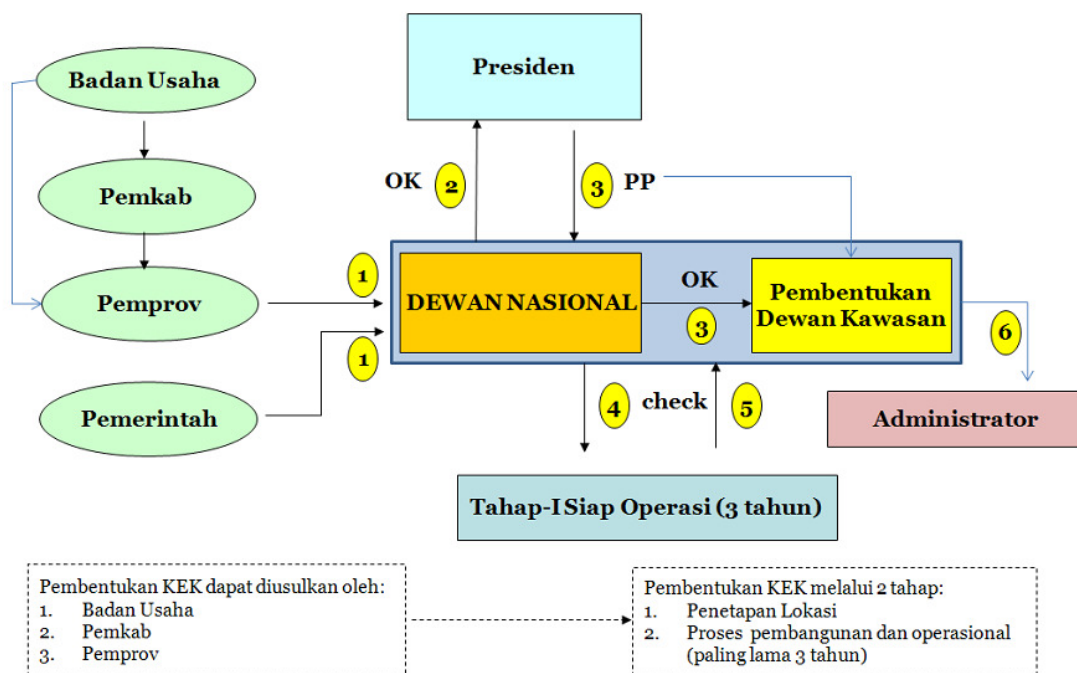 Badan Usaha
Presiden
OK
2
3
PP
Pemkab
1
Pemprov
DEWAN NASIONAL
OK
3
Pembentukan
Dewan Kawasan
6
1
Pemerintah
4
check
5
Administrator
Tahap-I Siap Operasi (3 tahun)
Pembentukan KEK dapat diusulkan oleh:
1. Badan Usaha
2. Pemkab
3. Pemprov
Pembentukan KEK melalui 2 tahap:
1. Penetapan Lokasi
2. Proses pembangunan dan operasional
(paling lama 3 tahun)